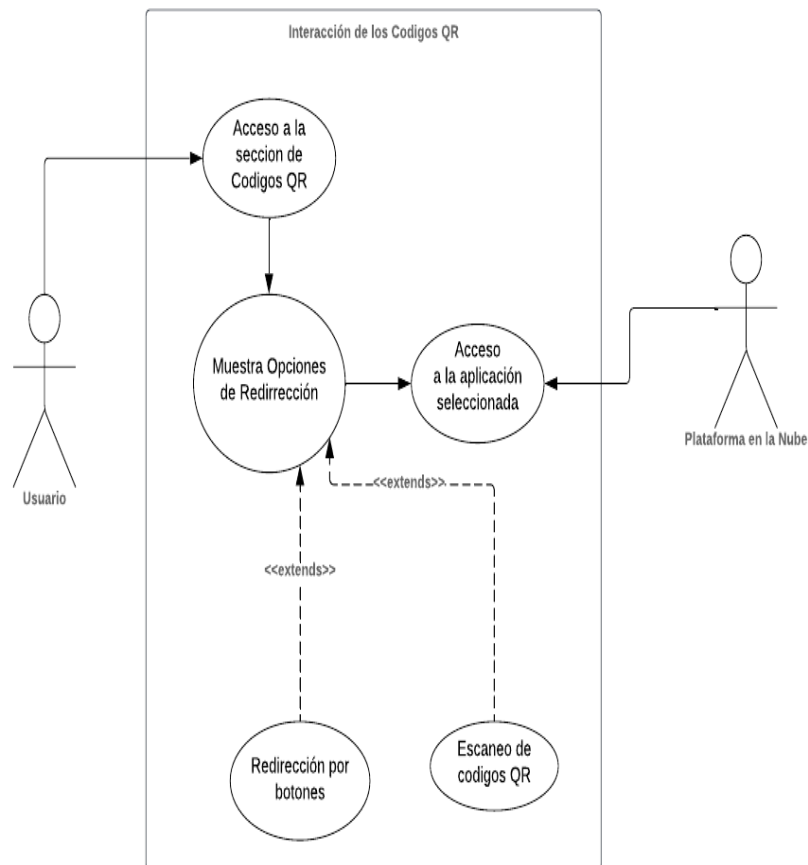 Interacción de los Codigos QR
Acceso a la
seccion de
Codigos QR
Muestra Opciones
de Redirrección
Acceso
a la aplicación
seleccionada
Plataforma en la Nube
<<extends>>
Usuario
<<extends>>
Redirección por
botones
Escaneo de
codigos QR